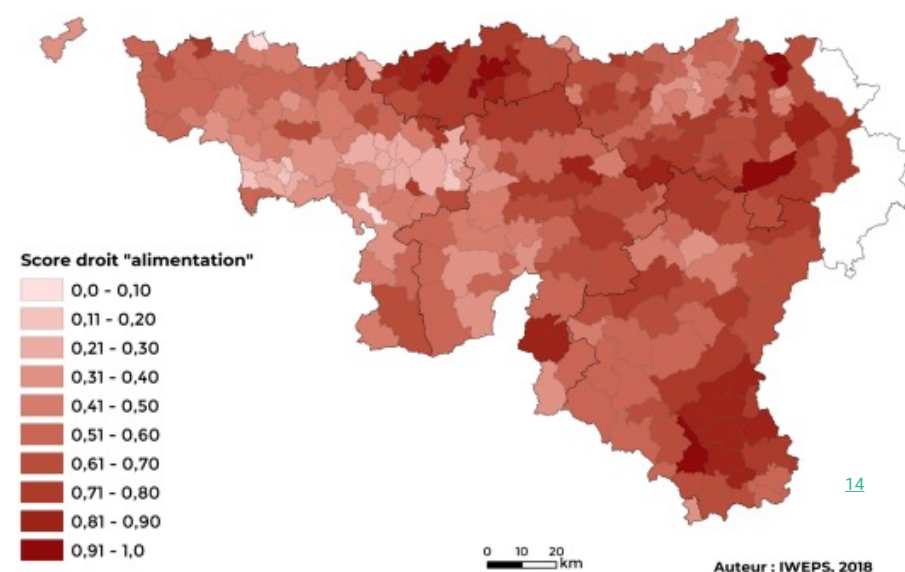 Score droit "alimentation"
0,0 - 0,10
0,11 - 0,20
0,21 - 0,30
0,31 - 0,40
0,41 - 0,50
0,51 - 0,60
0,61 - 0,70
0,71 - 0,80
0,81 - 0,90
0,91 - 1,0
14
0 10 20
km
Auteur : IWEPS, 2018